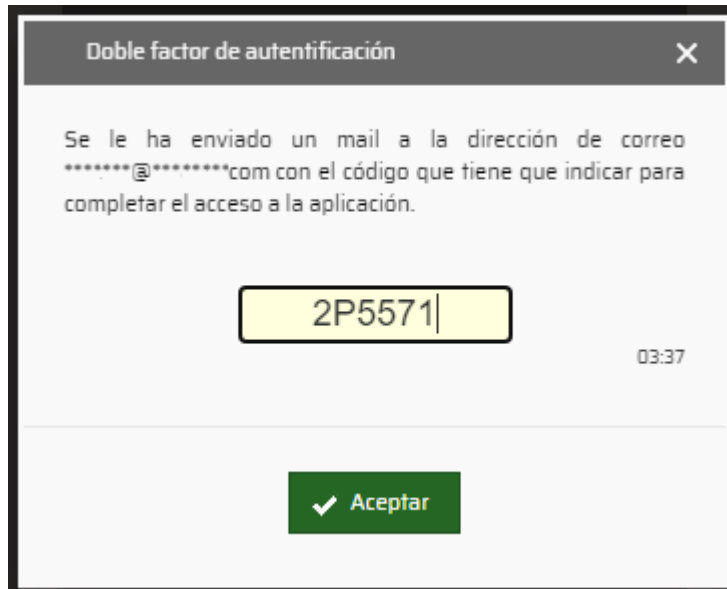 Doble factor de autentificación
Se le ha enviado un mail a la dirección de correo
*******@********com con el código que tiene que indicar para
completar el acceso a la aplicación.
2P5571
03:37
Aceptar